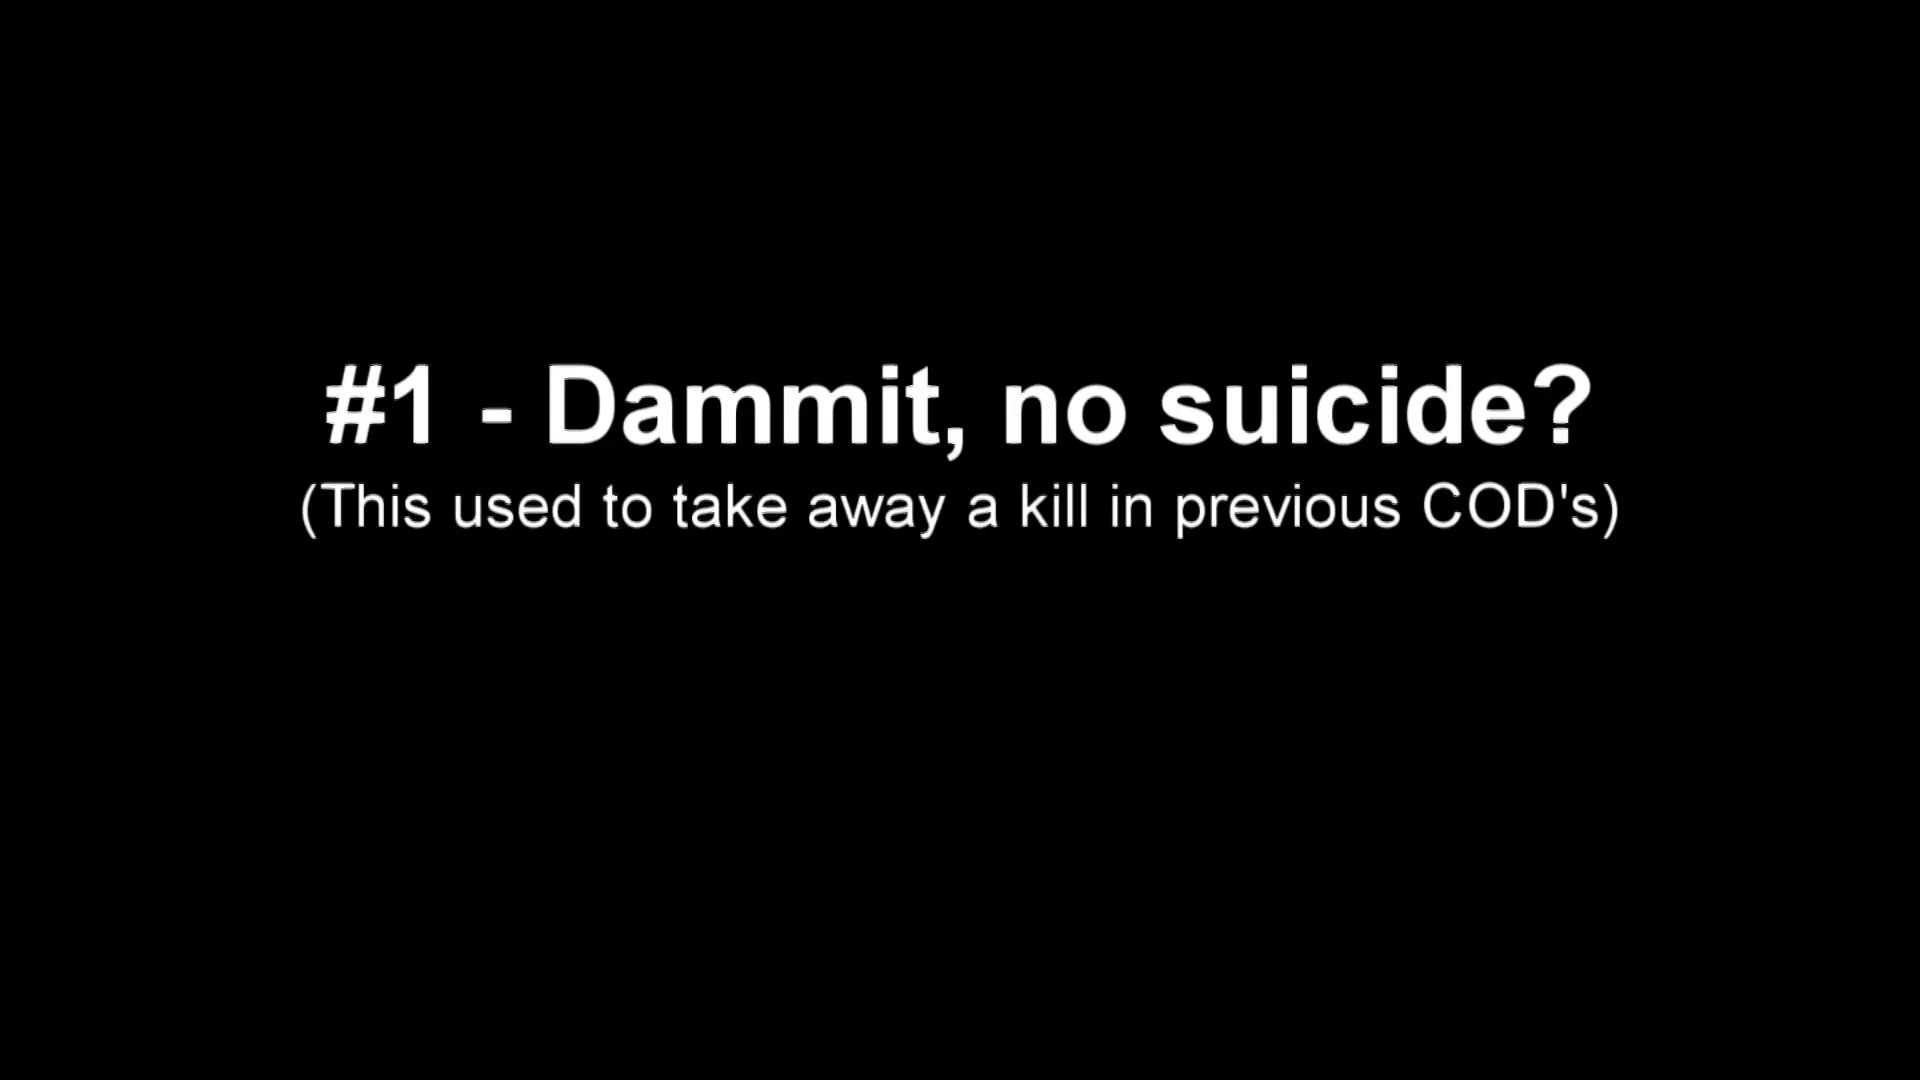 #1 - Dammit, no suicide?
(This used to take away a kill in previous COD's)